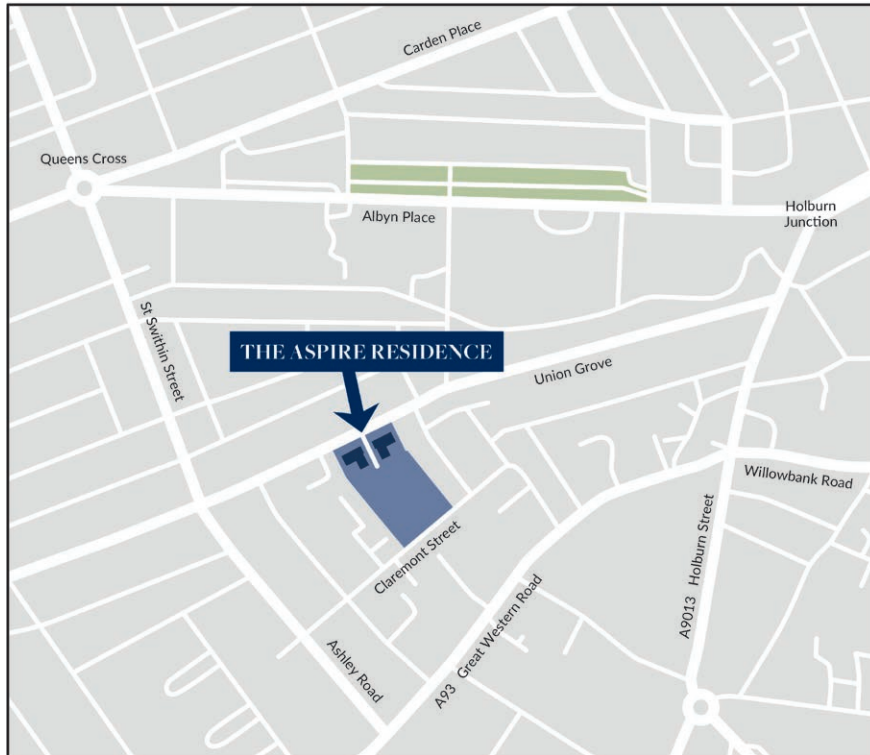 Carden Place
Queens Cross
Albyn Place
Holburn
Junction
St Swithin Street
THE ASPIRE RESIDENCE
Union Grove
Willowbank Road
Claremont Street
A9013 Holburn Street
A93 Great Western Road
Ashley Road